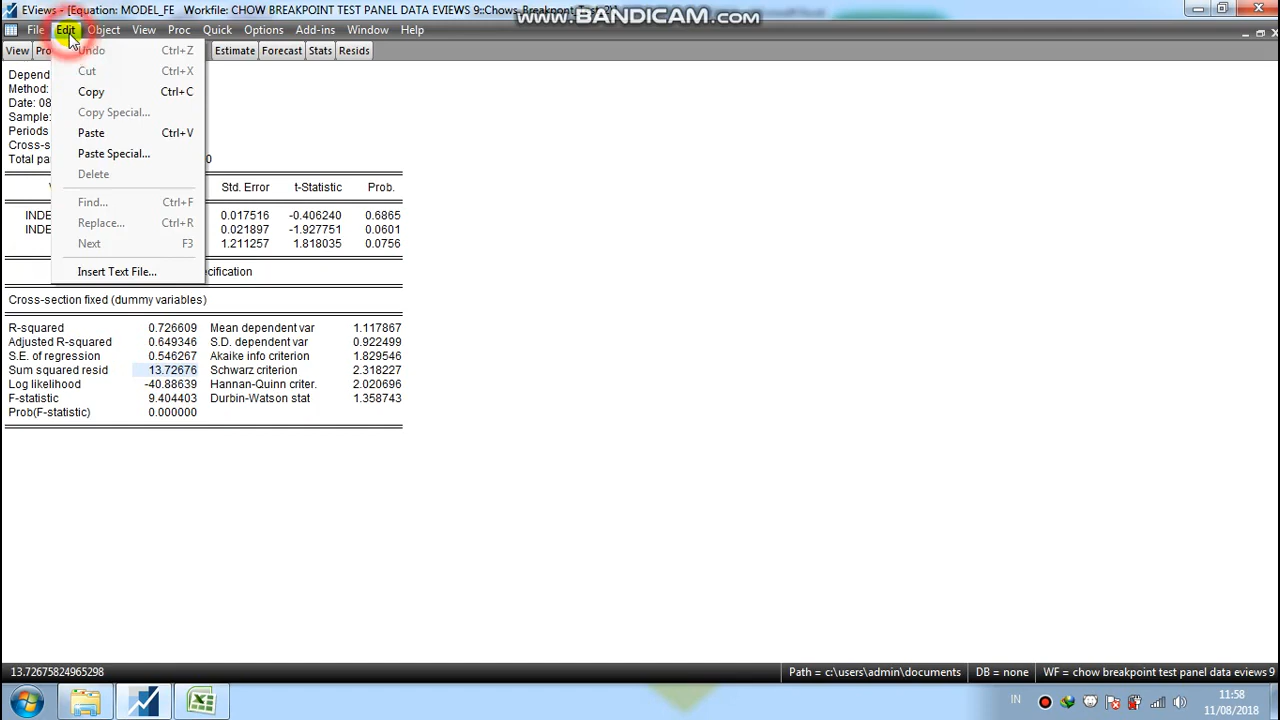 EViews - [Equation: MODEL_FE Workfile: CHOW BREAKPOINT TEST PANEL DATA EVIEWS 9::Chows_Breakpont_Test_2\]
WWW.BANDICAM.COM
File Edit Object View Proc Quick Options Add-ins Window Help
View Pro Estimate Forecast Stats Resids
Undo Ctrl+Z
Cut Ctrl+X
Copy Ctrl+C
Copy Special...
Paste Ctrl+V
Paste Special...
Delete
Find... Ctrl+F
Replace... Ctrl+R
Next F3
Insert Text File...
Depend
Method:
Date: 08
Sample:
Periods
Cross-s
Total pa 0
V Std. Error t-Statistic Prob.
INDE 0.017516 -0.406240 0.6865
INDE 0.021897 -1.927751 0.0601
1.211257 1.818035 0.0756
cification
Cross-section fixed (dummy variables)
R-squared 0.726609 Mean dependent var 1.117867
Adjusted R-squared 0.649346 S.D. dependent var 0.922499
S.E. of regression 0.546267 Akaike info criterion 1.829546
Sum squared resid 13.72676 Schwarz criterion 2.318227
Log likelihood -40.88639 Hannan-Quinn criter. 2.020696
F-statistic 9.404403 Durbin-Watson stat 1.358743
Prob(F-statistic) 0.000000
13.72675824965298 Path = c:\users\admin\documents DB = none WF = chow breakpoint test panel data eviews 9
IN 11:58
11/08/2018